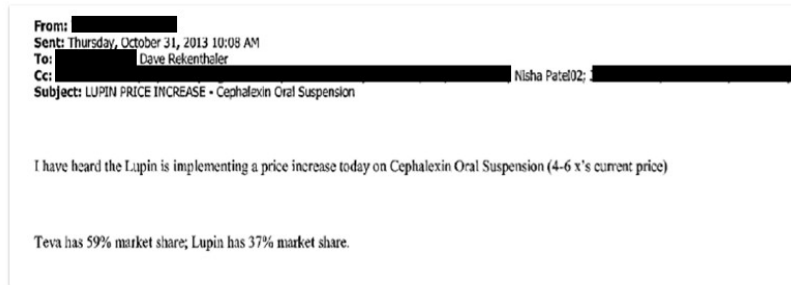 From:
Sent: Thursday, October 31, 2013 10:08 AM
To: Dave Rekenthaler
Cc: Nisha Patel02;
Subject: LUPIN PRICE INCREASE - Cephalexin Oral Suspension
I have heard the Lupin is implementing a price increase today on Cephalexin Oral Suspension (4-6 x's current price)
Teva has 59% market share; Lupin has 37% market share.